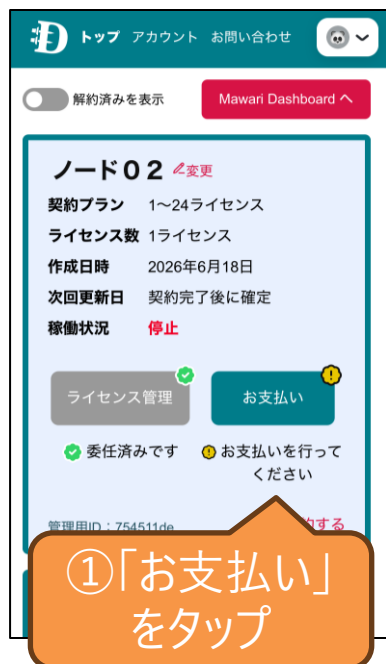 トップ アカウント お問い合わせ
解約済みを表示
Mawari Dashboard
ノード０２ 変更
契約プラン 1〜24ライセンス
ライセンス数 1ライセンス
作成日時 2026年6月18日
次回更新日 契約完了後に確定
稼働状況 停止
ライセンス管理
お支払い
委任済みです
お支払いを行って
ください
管理用ID：754511de
する
①「お支払い」
をタップ